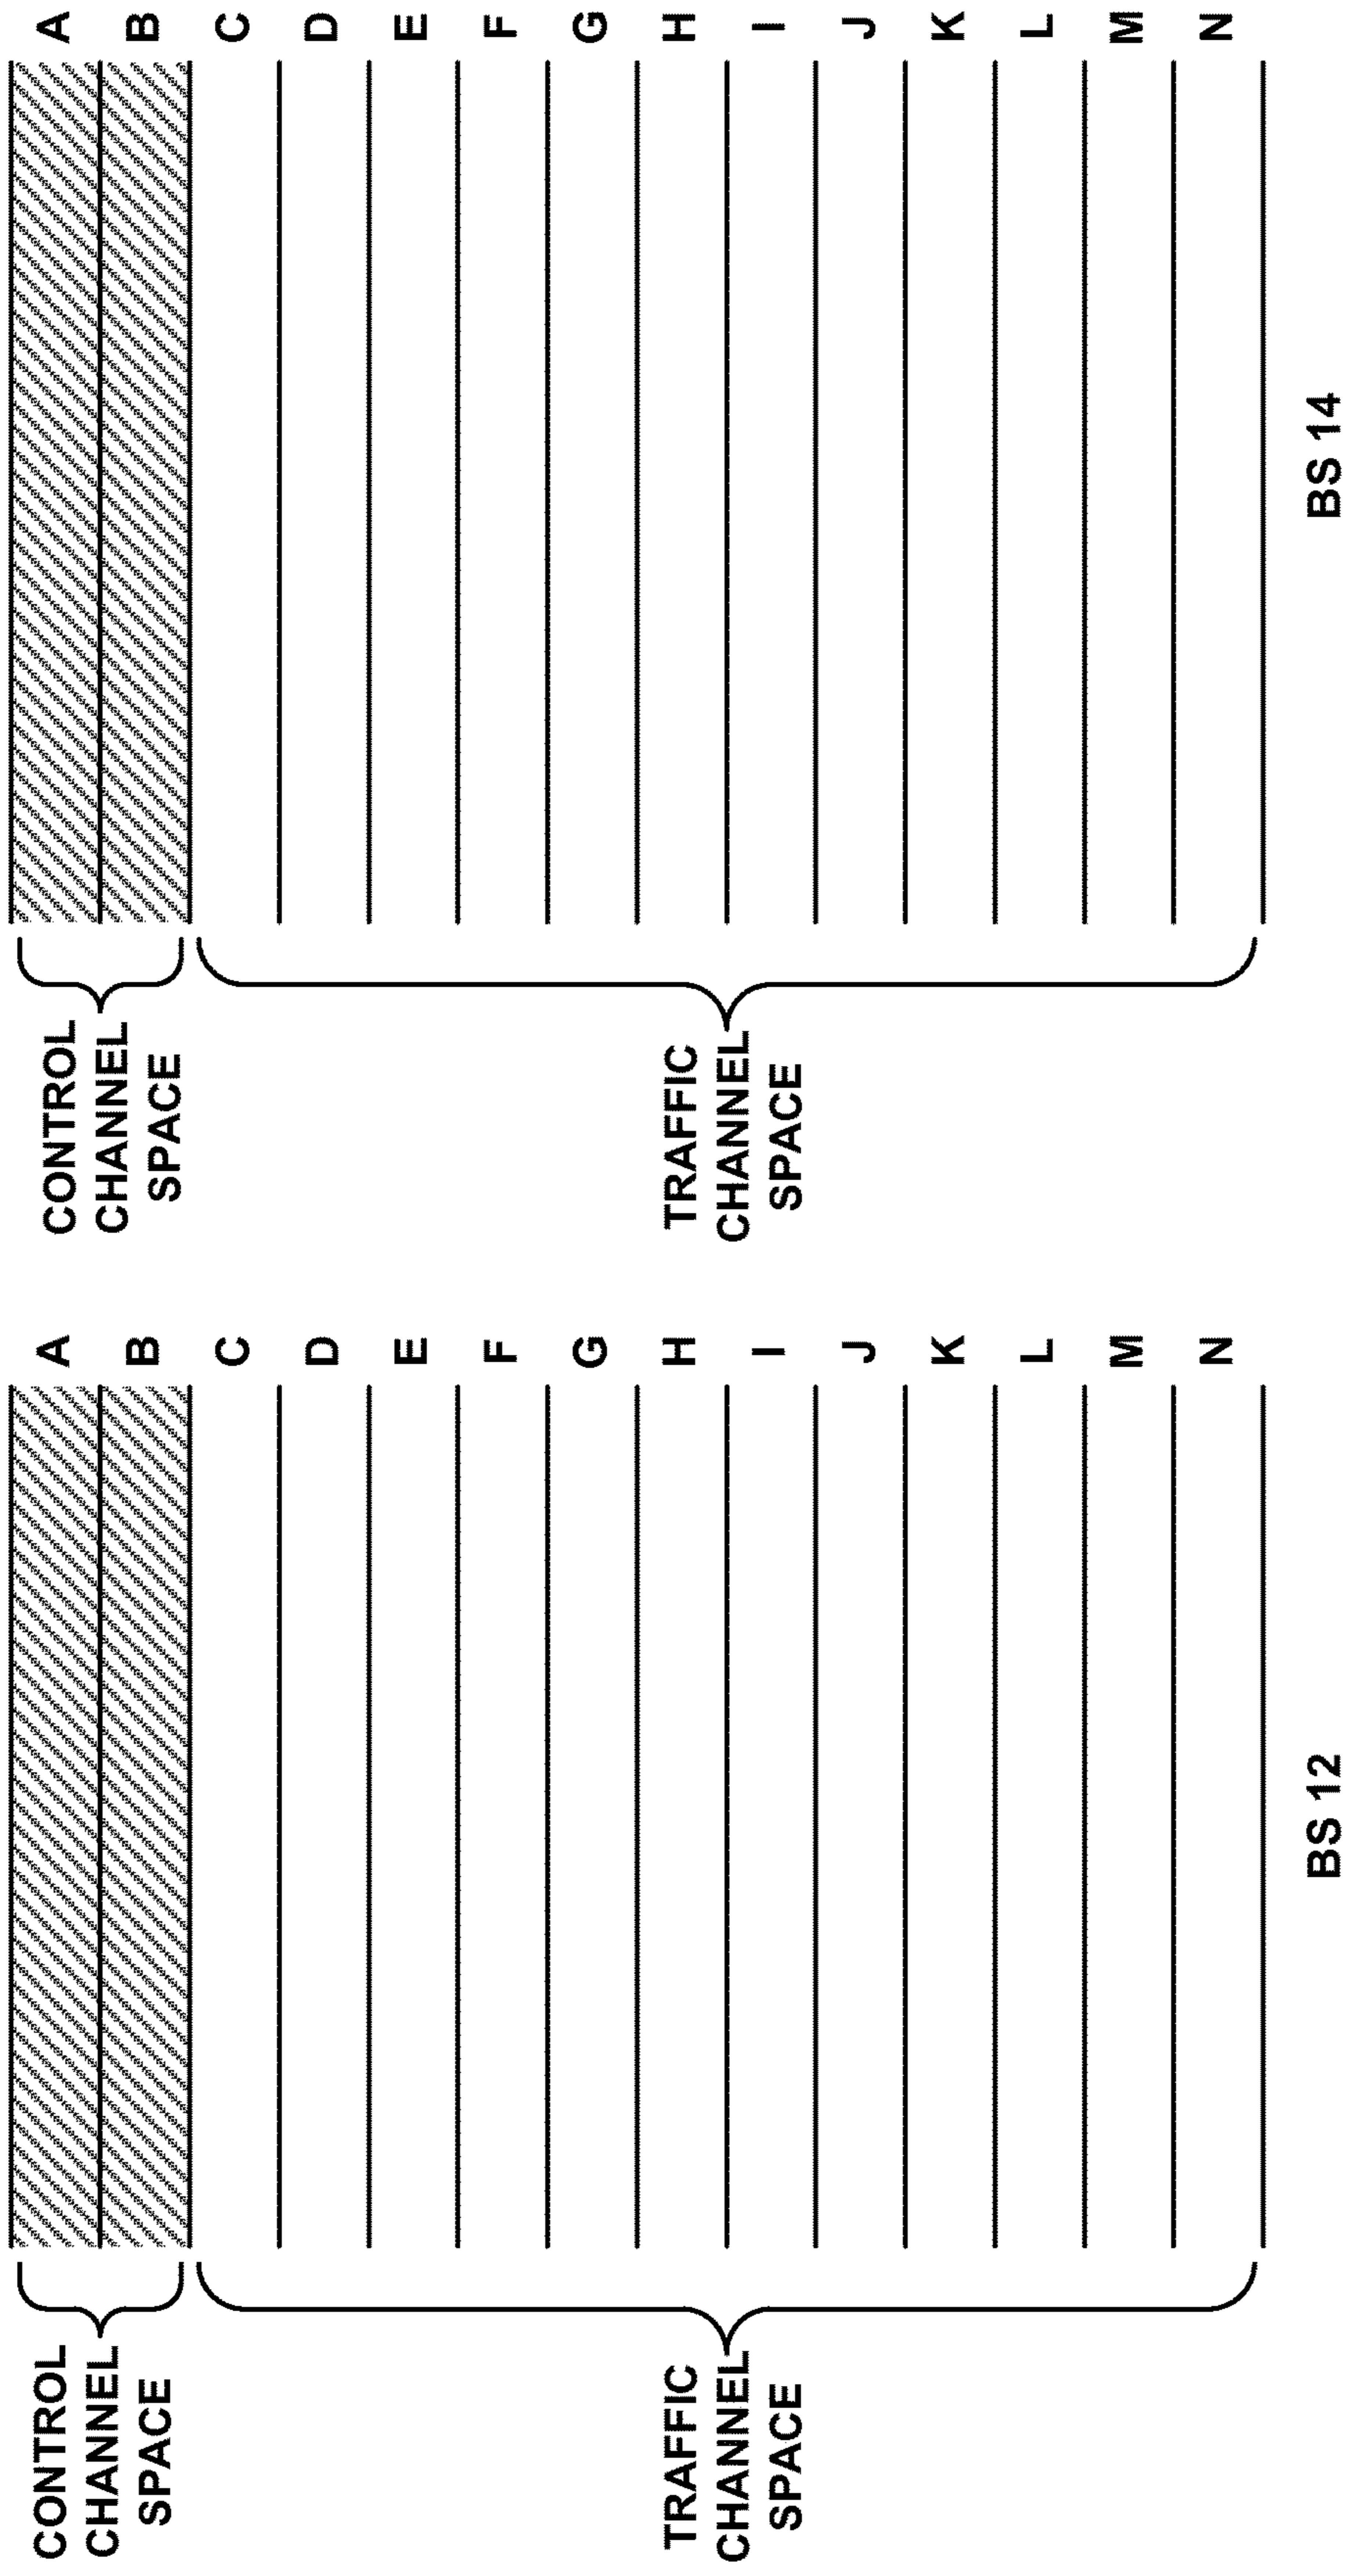 CONTROL
CHANNEL
SPACE
TRAFFIC
CHANNEL
SPACE
A
B
C
D
E
F
G
H
I
J
K
L
M
N
BS 12
CONTROL
CHANNEL
SPACE
TRAFFIC
CHANNEL
SPACE
A
B
C
D
E
F
G
H
I
J
K
L
M
N
BS 14